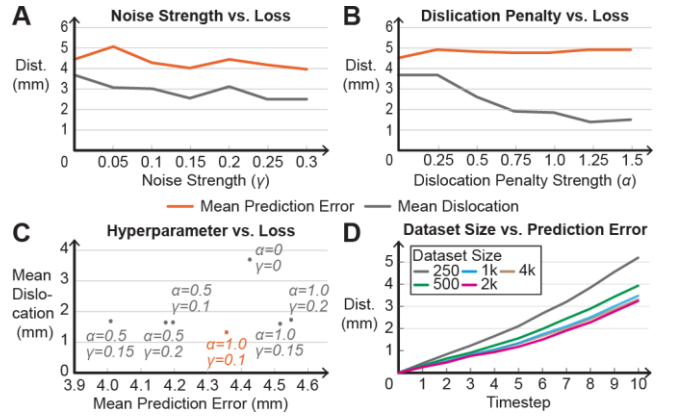 A
Noise Strength vs. Loss
6
5
4
3
2
1
Dist.
(mm)
0
0.05
0.1
0.15
0.2
0.25
0.3
Noise Strength (γ)
B
Dislication Penalty vs. Loss
6
5
4
3
2
1
Dist.
(mm)
0
0.25
0.5
0.75
1.0
1.25
1.5
Dislocation Penalty Strength (α)
Mean Prediction Error
Mean Dislocation
C
Hyperparameter vs. Loss
4
3
2
1
0
Mean
Dislo-
cation
(mm)
α=0
γ=0
α=0.5
γ=0.1
α=1.0
γ=0.2
α=0.5
γ=0.15
α=0.5
γ=0.2
α=1.0
γ=0.1
α=1.0
γ=0.15
3.9
4.0
4.1
4.2
4.3
4.4
4.5
4.6
Mean Prediction Error (mm)
D
Dataset Size vs. Prediction Error
Dataset Size
250
1k
4k
500
2k
5
4
3
2
1
Dist.
(mm)
0
1
2
3
4
5
6
7
8
9
10
Timestep